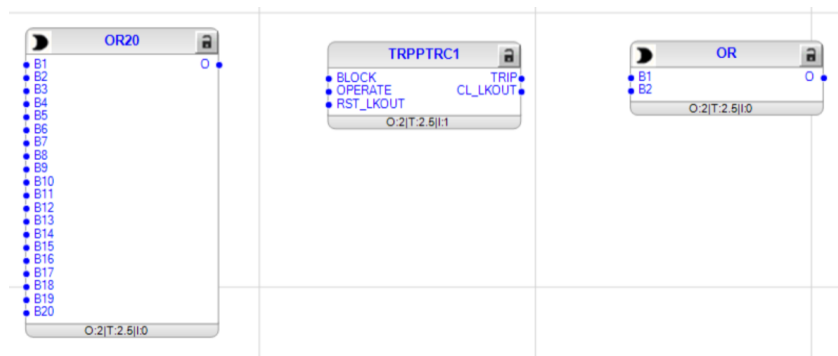 OR20
B1 O
B2
B3
B4
B5
B6
B7
B8
B9
B10
B11
B12
B13
B14
B15
B16
B17
B18
B19
B20
O:2|T:2.5|I:0
TRPPTRC1
BLOCK TRIP
OPERATE CL_LKOUT
RST_LKOUT
O:2|T:2.5|I:1
OR
B1 O
B2
O:2|T:2.5|I:0